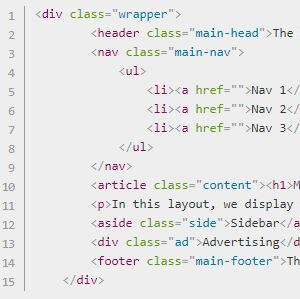 1 <div class="wrapper">
2 <header class="main-head">The
3 <nav class="main-nav">
4 <ul>
5 <li><a href="">Nav 1</
6 <li><a href="">Nav 2</
7 <li><a href="">Nav 3</
8 </ul>
9 </nav>
10 <article class="content"><h1>M
11 <p>In this layout, we display
12 <aside class="side">Sidebar</a
13 <div class="ad">Advertising</d
14 <footer class="main-footer">Th
15 </div>